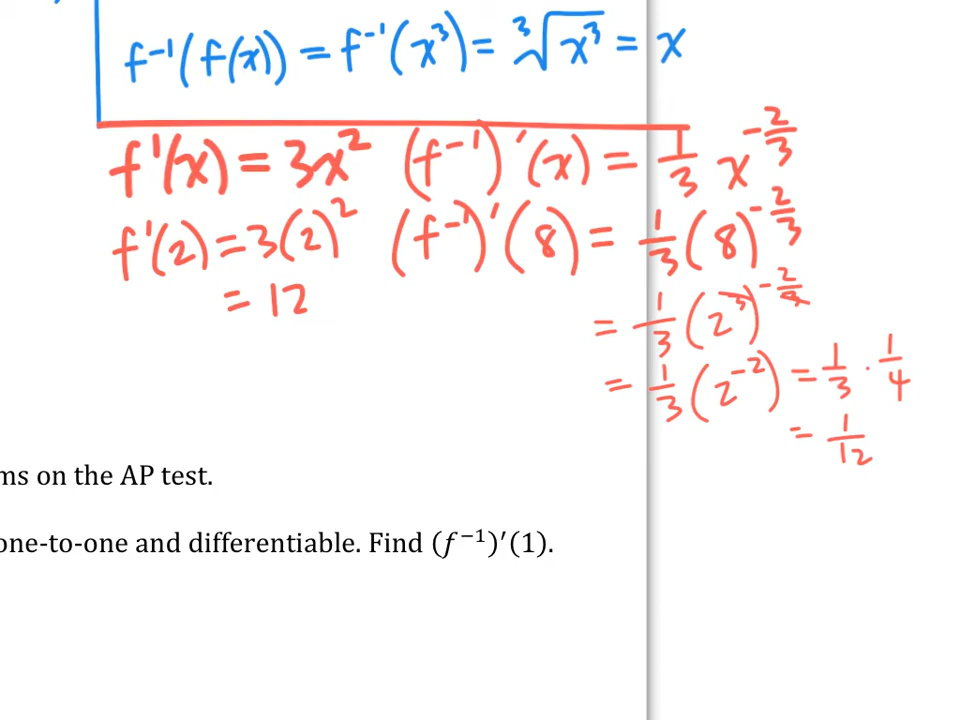 f⁻¹(f(x)) = f⁻¹(x³) = ∛x³ = x
f'(x) = 3x² (f⁻¹)'(x) = 1/3 x^(-2/3)
f'(2) = 3(2)² (f⁻¹)'(8) = 1/3 (8)^(-2/3)
= 12
= 1/3 (2³)^(-2/3)
= 1/3 (2⁻²) = 1/3 · 1/4
= 1/12
ms on the AP test.
one-to-one and differentiable. Find (f⁻¹)′(1).